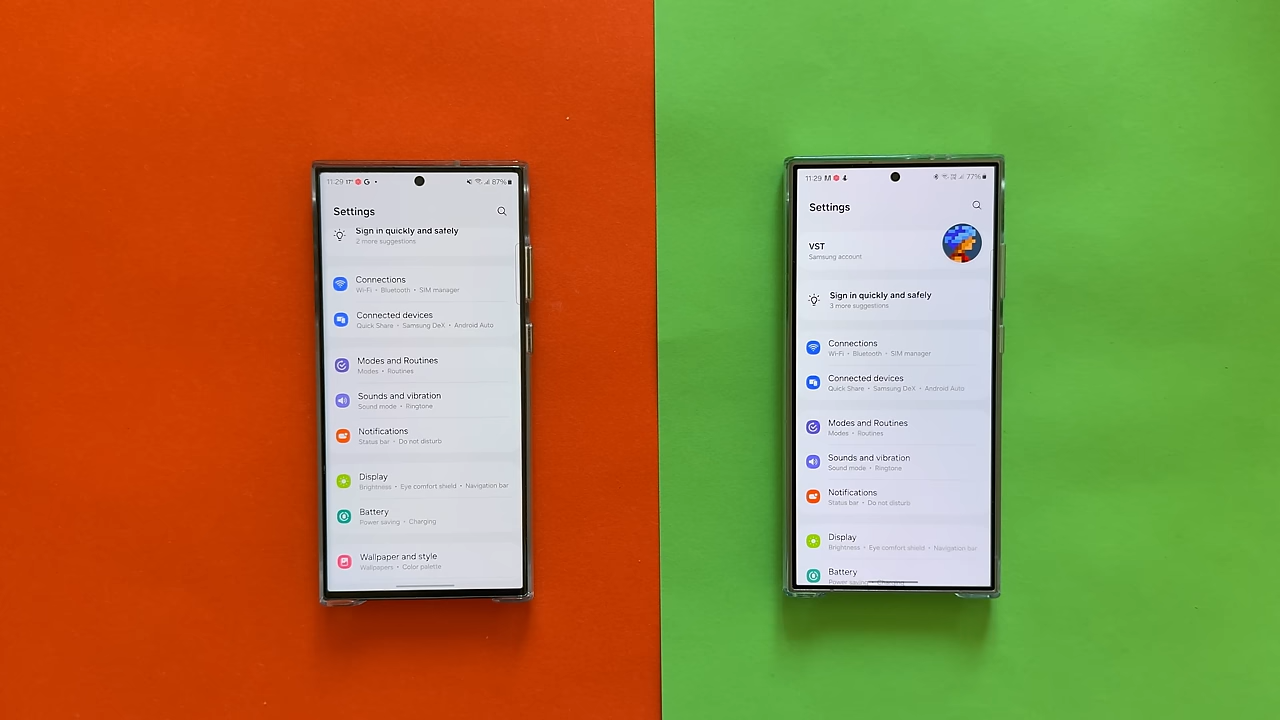 11:29
87%
Settings
Sign in quickly and safely
2 more suggestions
Connections
Wi-Fi • Bluetooth • SIM manager
Connected devices
Quick Share • Samsung DeX • Android Auto
Modes and Routines
Modes • Routines
Sounds and vibration
Sound mode • Ringtone
Notifications
Status bar • Do not disturb
Display
Brightness • Eye comfort shield • Navigation bar
Battery
Power saving • Charging
Wallpaper and style
Wallpapers • Color palette
11:29
77%
Settings
VST
Samsung account
Sign in quickly and safely
3 more suggestions
Connections
Wi-Fi • Bluetooth • SIM manager
Connected devices
Quick Share • Samsung DeX • Android Auto
Modes and Routines
Modes • Routines
Sounds and vibration
Sound mode • Ringtone
Notifications
Status bar • Do not disturb
Display
Brightness • Eye comfort shield • Navigation bar
Battery
Power saving • Charging